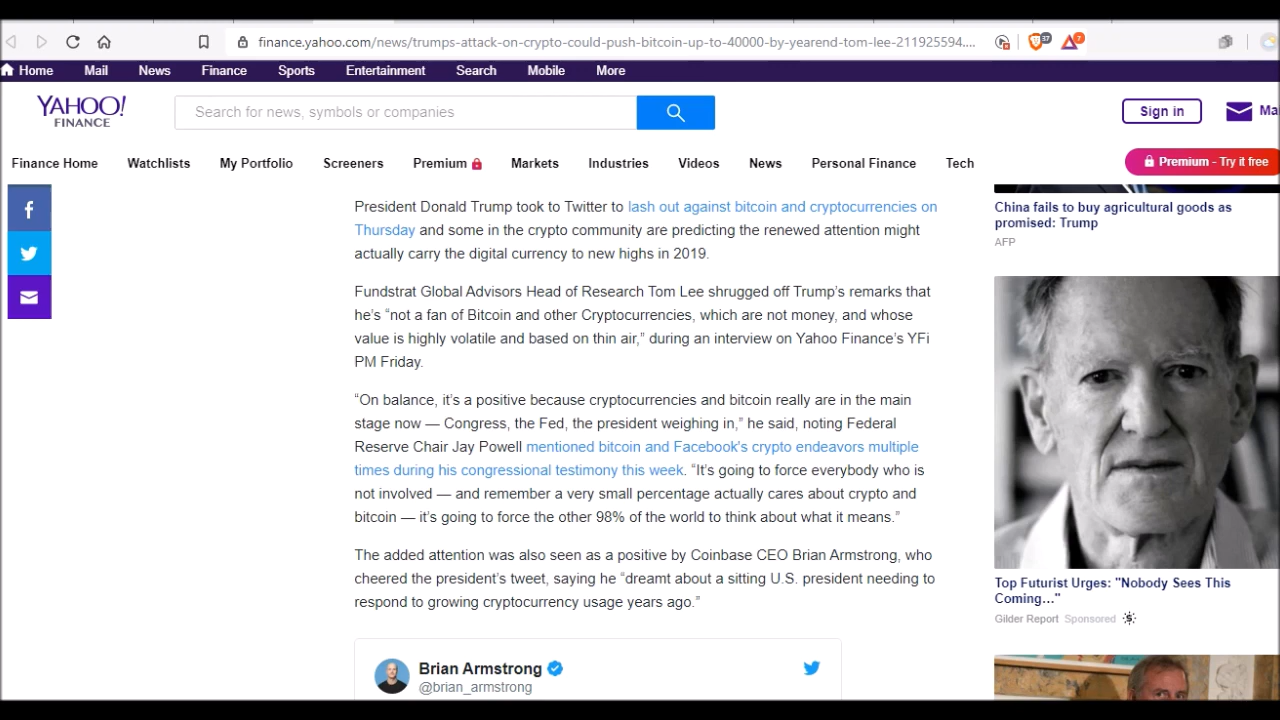 finance.yahoo.com/news/trumps-attack-on-crypto-could-push-bitcoin-up-to-40000-by-yearend-tom-lee-211925594....
37
7
Home Mail News Finance Sports Entertainment Search Mobile More
YAHOO!
FINANCE
Search for news, symbols or companies
Sign in
Ma
Finance Home Watchlists My Portfolio Screeners Premium Markets Industries Videos News Personal Finance Tech
Premium - Try it free
President Donald Trump took to Twitter to lash out against bitcoin and cryptocurrencies on
Thursday and some in the crypto community are predicting the renewed attention might
actually carry the digital currency to new highs in 2019.
Fundstrat Global Advisors Head of Research Tom Lee shrugged off Trump’s remarks that
he’s “not a fan of Bitcoin and other Cryptocurrencies, which are not money, and whose
value is highly volatile and based on thin air,” during an interview on Yahoo Finance’s YFi
PM Friday.
“On balance, it’s a positive because cryptocurrencies and bitcoin really are in the main
stage now — Congress, the Fed, the president weighing in,” he said, noting Federal
Reserve Chair Jay Powell mentioned bitcoin and Facebook's crypto endeavors multiple
times during his congressional testimony this week. “It’s going to force everybody who is
not involved — and remember a very small percentage actually cares about crypto and
bitcoin — it’s going to force the other 98% of the world to think about what it means.”
The added attention was also seen as a positive by Coinbase CEO Brian Armstrong, who
cheered the president’s tweet, saying he “dreamt about a sitting U.S. president needing to
respond to growing cryptocurrency usage years ago.”
Brian Armstrong
@brian_armstrong
China fails to buy agricultural goods as
promised: Trump
AFP
Top Futurist Urges: "Nobody Sees This
Coming..."
Gilder Report Sponsored